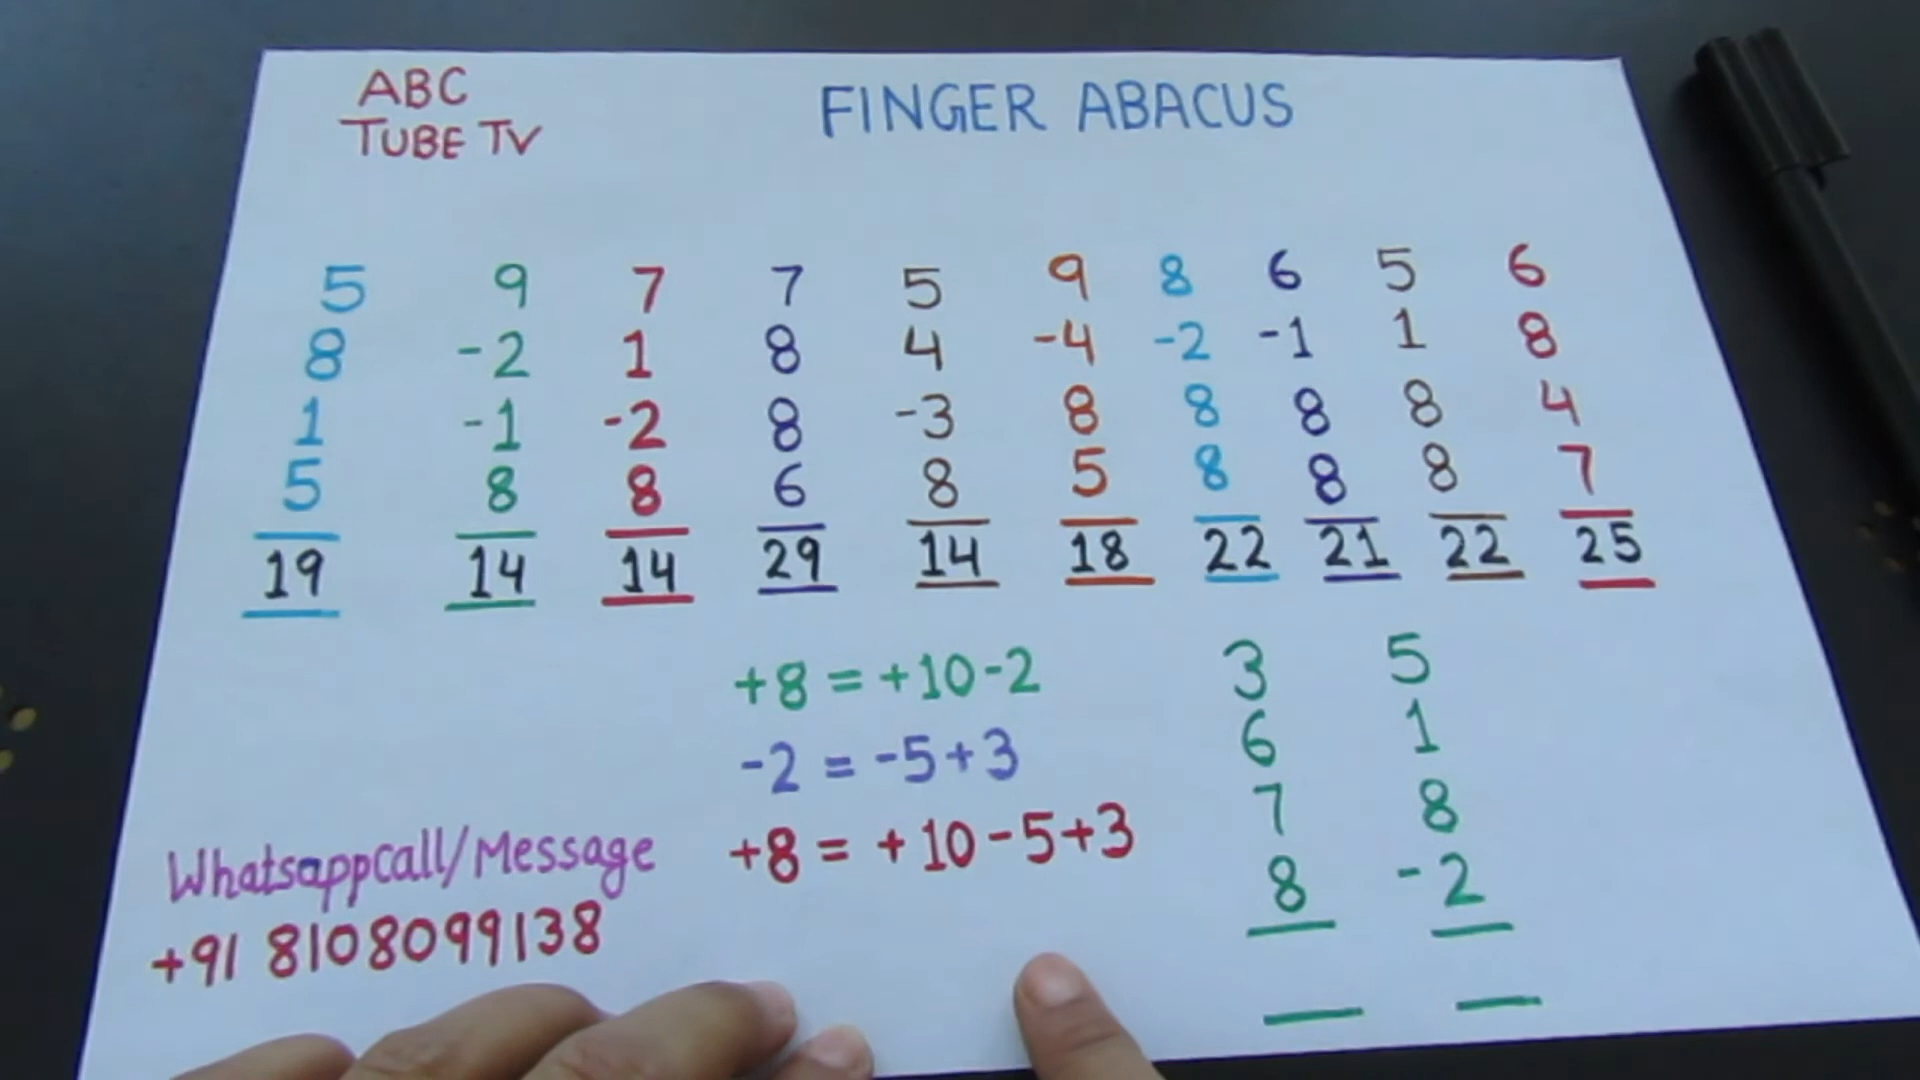 ABC
TUBE TV
FINGER ABACUS
5 9 7 7 5 9 8 6 5 6
8 -2 1 8 4 -4 -2 -1 1 8
1 -1 -2 8 -3 8 8 8 8 4
5 8 8 6 8 5 8 8 8 7
19 14 14 29 14 18 22 21 22 25
+8 = +10-2
-2 = -5+3
+8 = +10-5+3
3 5
6 1
7 8
8 -2
Whatsappcall/Message
+91 8108099138